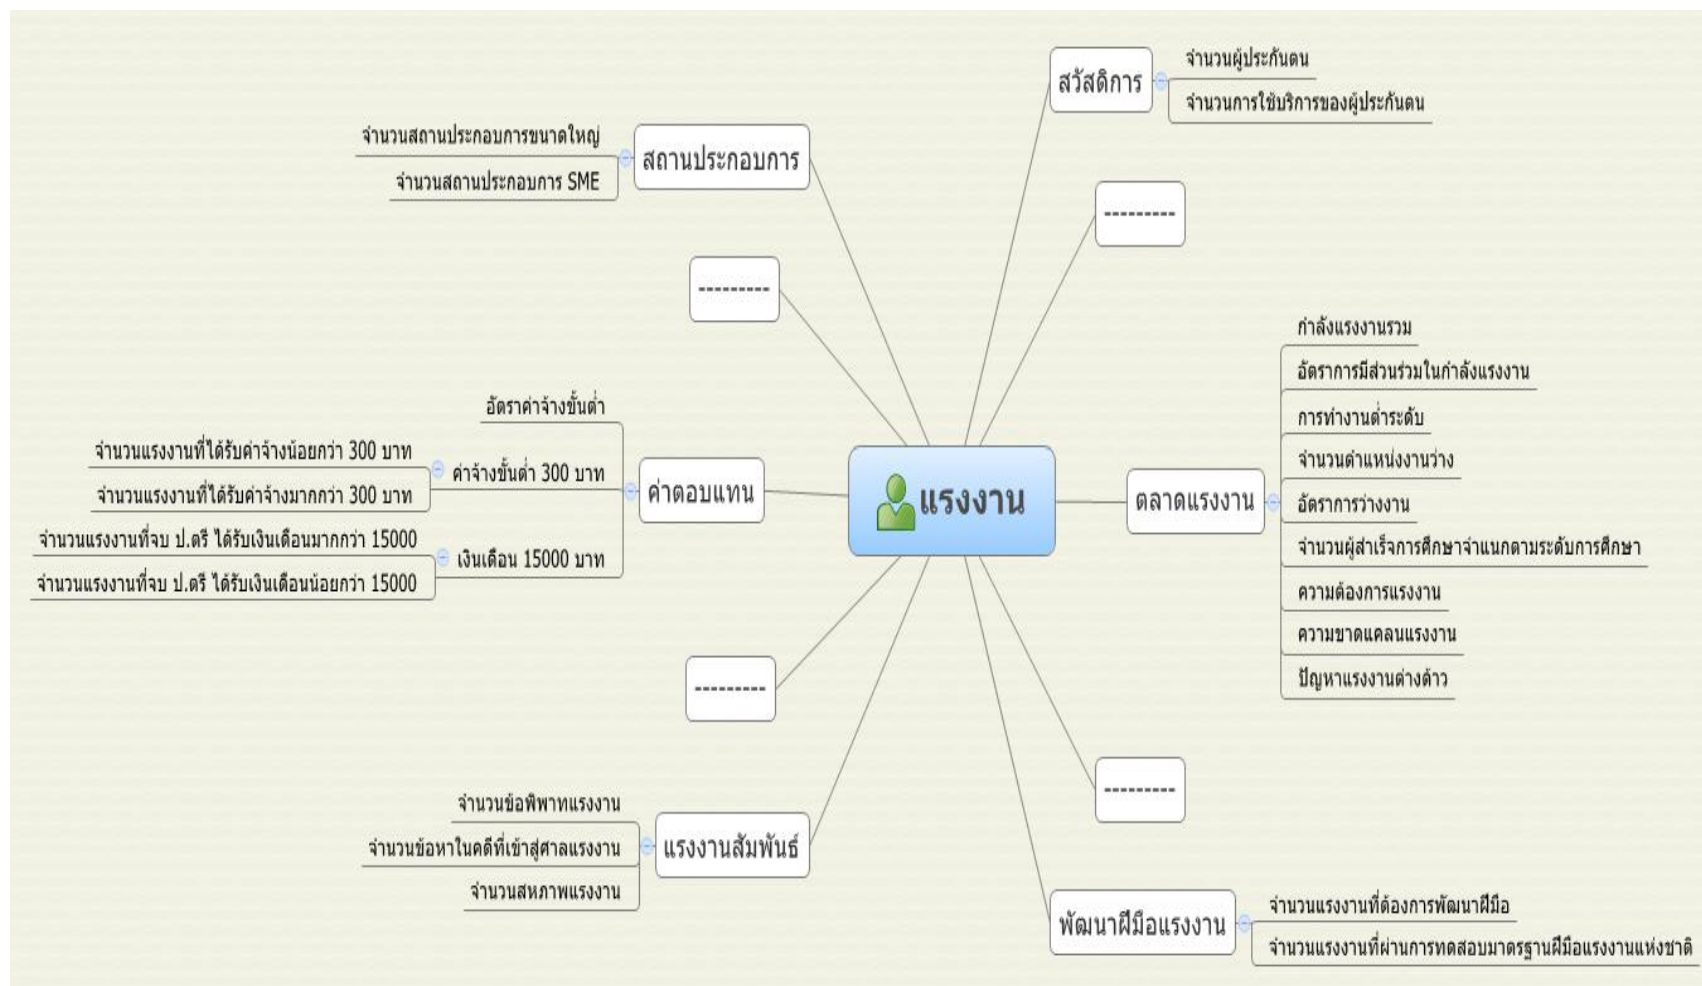 สวัสดิการ
จำนวนผู้ประกันตน
จำนวนการใช้บริการของผู้ประกันตน
---------
ตลาดแรงงาน
กำลังแรงงานรวม
อัตราการมีส่วนร่วมในกำลังแรงงาน
การทำงานต่ำระดับ
จำนวนตำแหน่งงานว่าง
อัตราการว่างงาน
จำนวนผู้สำเร็จการศึกษาจำแนกตามระดับการศึกษา
ความต้องการแรงงาน
ความขาดแคลนแรงงาน
ปัญหาแรงงานต่างด้าว
---------
พัฒนาฝีมือแรงงาน
จำนวนแรงงานที่ต้องการพัฒนาฝีมือ
จำนวนแรงงานที่ผ่านการทดสอบมาตรฐานฝีมือแรงงานแห่งชาติ
แรงงาน
สถานประกอบการ
จำนวนสถานประกอบการขนาดใหญ่
จำนวนสถานประกอบการ SME
---------
ค่าตอบแทน
อัตราค่าจ้างขั้นต่ำ
ค่าจ้างขั้นต่ำ 300 บาท
จำนวนแรงงานที่ได้รับค่าจ้างน้อยกว่า 300 บาท
จำนวนแรงงานที่ได้รับค่าจ้างมากกว่า 300 บาท
เงินเดือน 15000 บาท
จำนวนแรงงานที่จบ ป.ตรี ได้รับเงินเดือนมากกว่า 15000
จำนวนแรงงานที่จบ ป.ตรี ได้รับเงินเดือนน้อยกว่า 15000
---------
แรงงานสัมพันธ์
จำนวนข้อพิพาทแรงงาน
จำนวนข้อหาในคดีที่เข้าสู่ศาลแรงงาน
จำนวนสหภาพแรงงาน